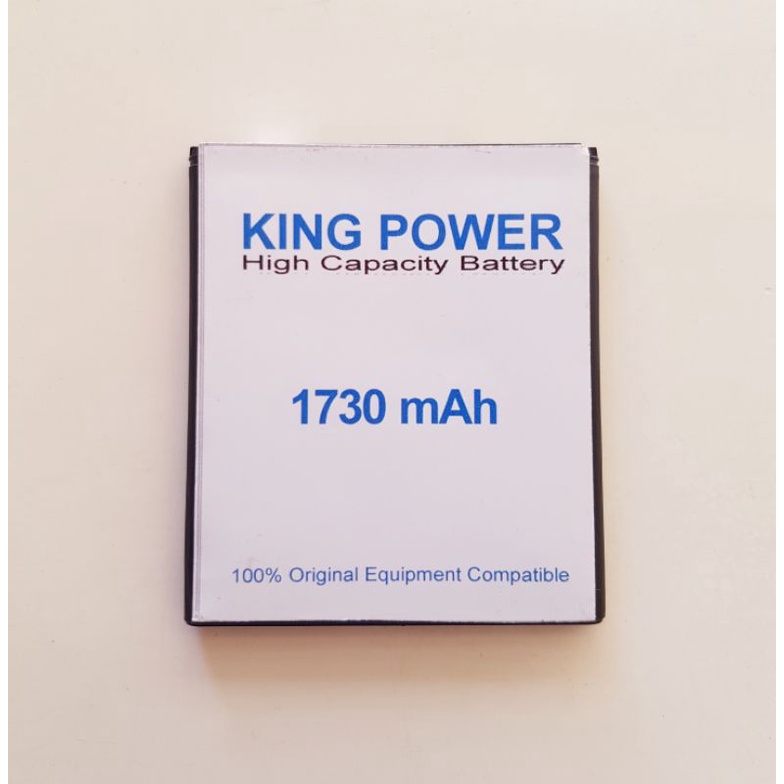 KING POWER
High Capacity Battery
1730 mAh
100% Original Equipment Compatible